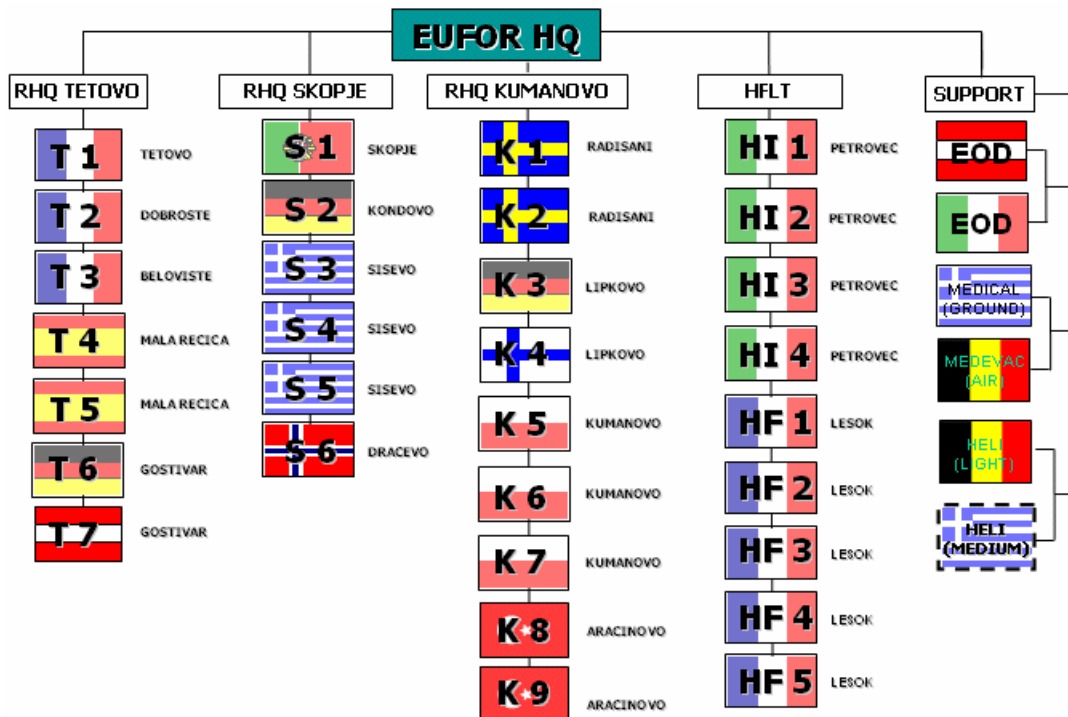 EUFOR HQ
RHQ TETOVO
RHQ SKOPJE
RHQ KUMANOVO
HFLT
SUPPORT
T 1
TETOVO
T 2
DOBROSTE
T 3
BELOVISTE
T 4
MALA RECICA
T 5
MALA RECICA
T 6
GOSTIVAR
T 7
GOSTIVAR
S 1
SKOPJE
S 2
KONDOVO
S 3
SISEVO
S 4
SISEVO
S 5
SISEVO
S 6
DRACEVO
K 1
RADISANI
K 2
RADISANI
K 3
LIPKOVO
K 4
LIPKOVO
K 5
KUMANOVO
K 6
KUMANOVO
K 7
KUMANOVO
K 8
ARACINOVO
K 9
ARACINOVO
HI 1
PETROVEC
HI 2
PETROVEC
HI 3
PETROVEC
HI 4
PETROVEC
HF 1
LESOK
HF 2
LESOK
HF 3
LESOK
HF 4
LESOK
HF 5
LESOK
EOD
EOD
MEDICAL
(GROUND)
MEDEVAC
(AIR)
HELI
(LIGHT)
HELI
(MEDIUM)